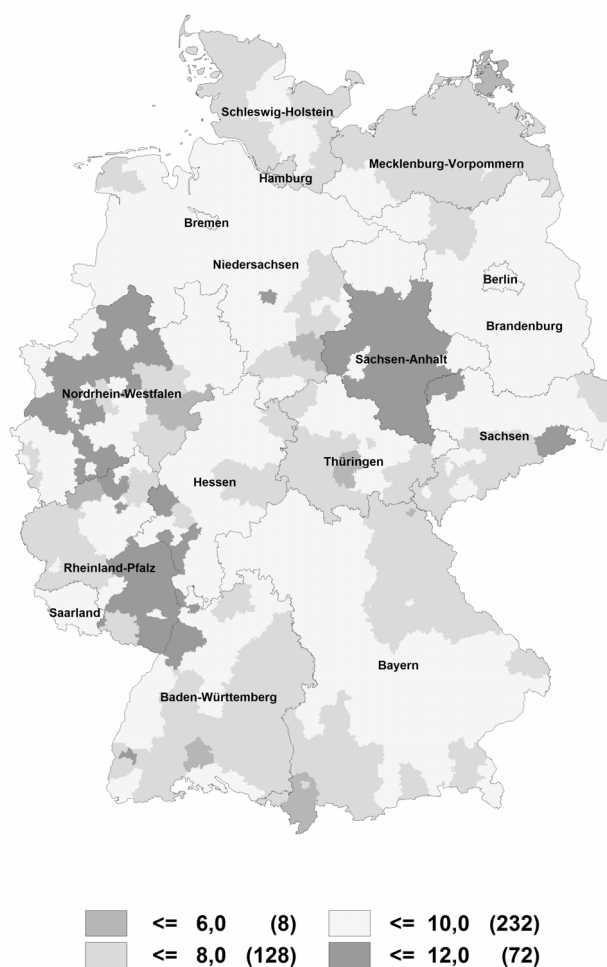 Schleswig-Holstein
Mecklenburg-Vorpommern
Hamburg
Bremen
Niedersachsen
Berlin
Brandenburg
Sachsen-Anhalt
Nordrhein-Westfalen
Sachsen
Thüringen
Hessen
Rheinland-Pfalz
Saarland
Bayern
Baden-Württemberg
<= 6,0 (8) <= 10,0 (232)
<= 8,0 (128) <= 12,0 (72)